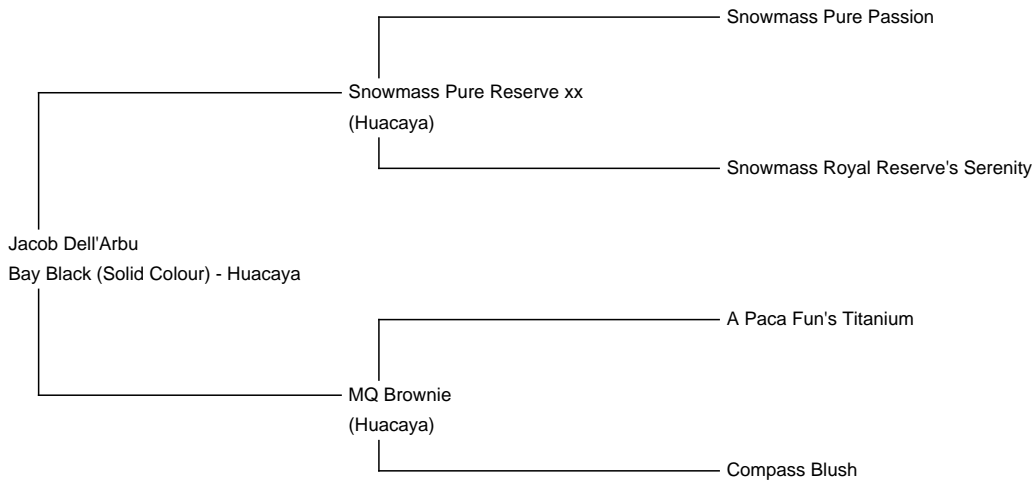 Snowmass Pure Passion
Snowmass Pure Reserve xx
(Huacaya)
Snowmass Royal Reserve's Serenity
Jacob Dell'Arbu
Bay Black (Solid Colour) - Huacaya
A Paca Fun's Titanium
MQ Brownie
(Huacaya)
Compass Blush